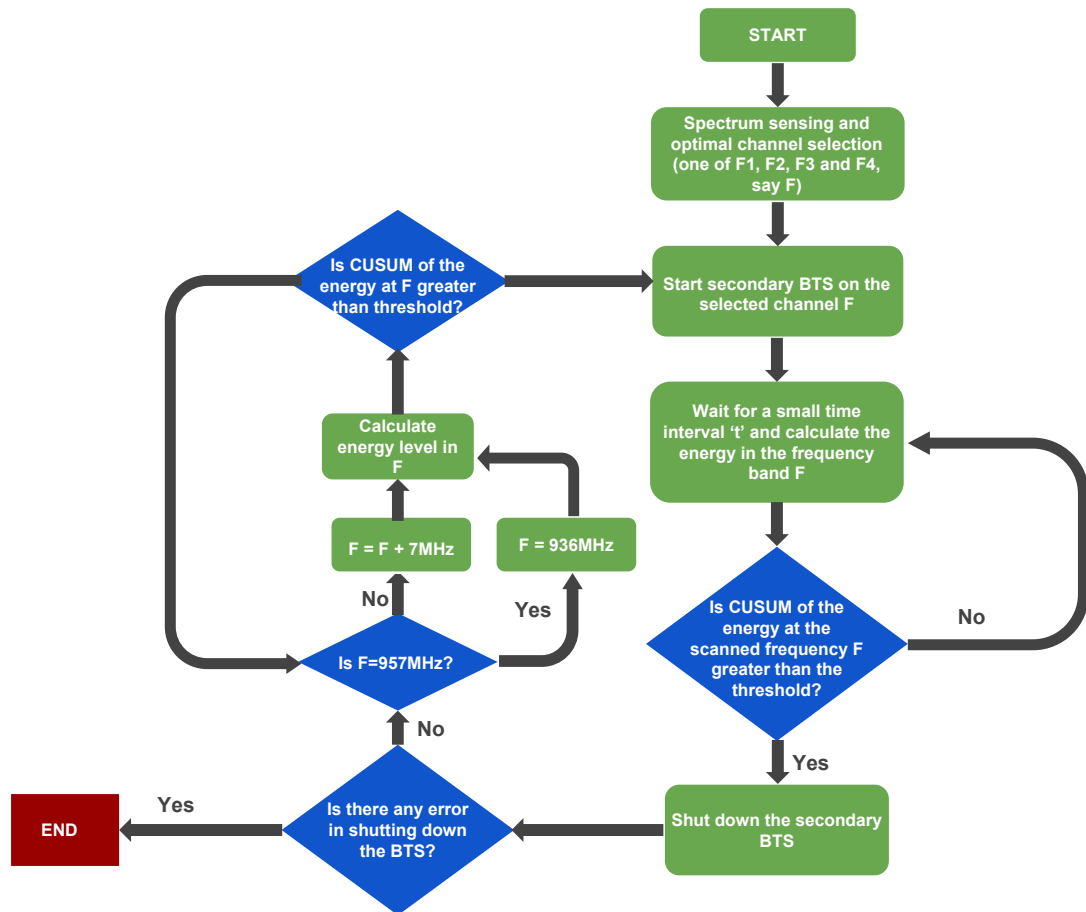 START
Spectrum sensing and
optimal channel selection
(one of F1, F2, F3 and F4,
say F)
Is CUSUM of the
energy at F greater
than threshold?
Start secondary BTS on the
selected channel F
Calculate
energy level in
F
Wait for a small time
interval ‘t’ and calculate the
energy in the frequency
band F
F = F + 7MHz
F = 936MHz
No
Yes
Is F=957MHz?
Is CUSUM of the
energy at the
scanned frequency F
greater than the
threshold?
No
No
Yes
Yes
END
Is there any error
in shutting down
the BTS?
Shut down the secondary
BTS